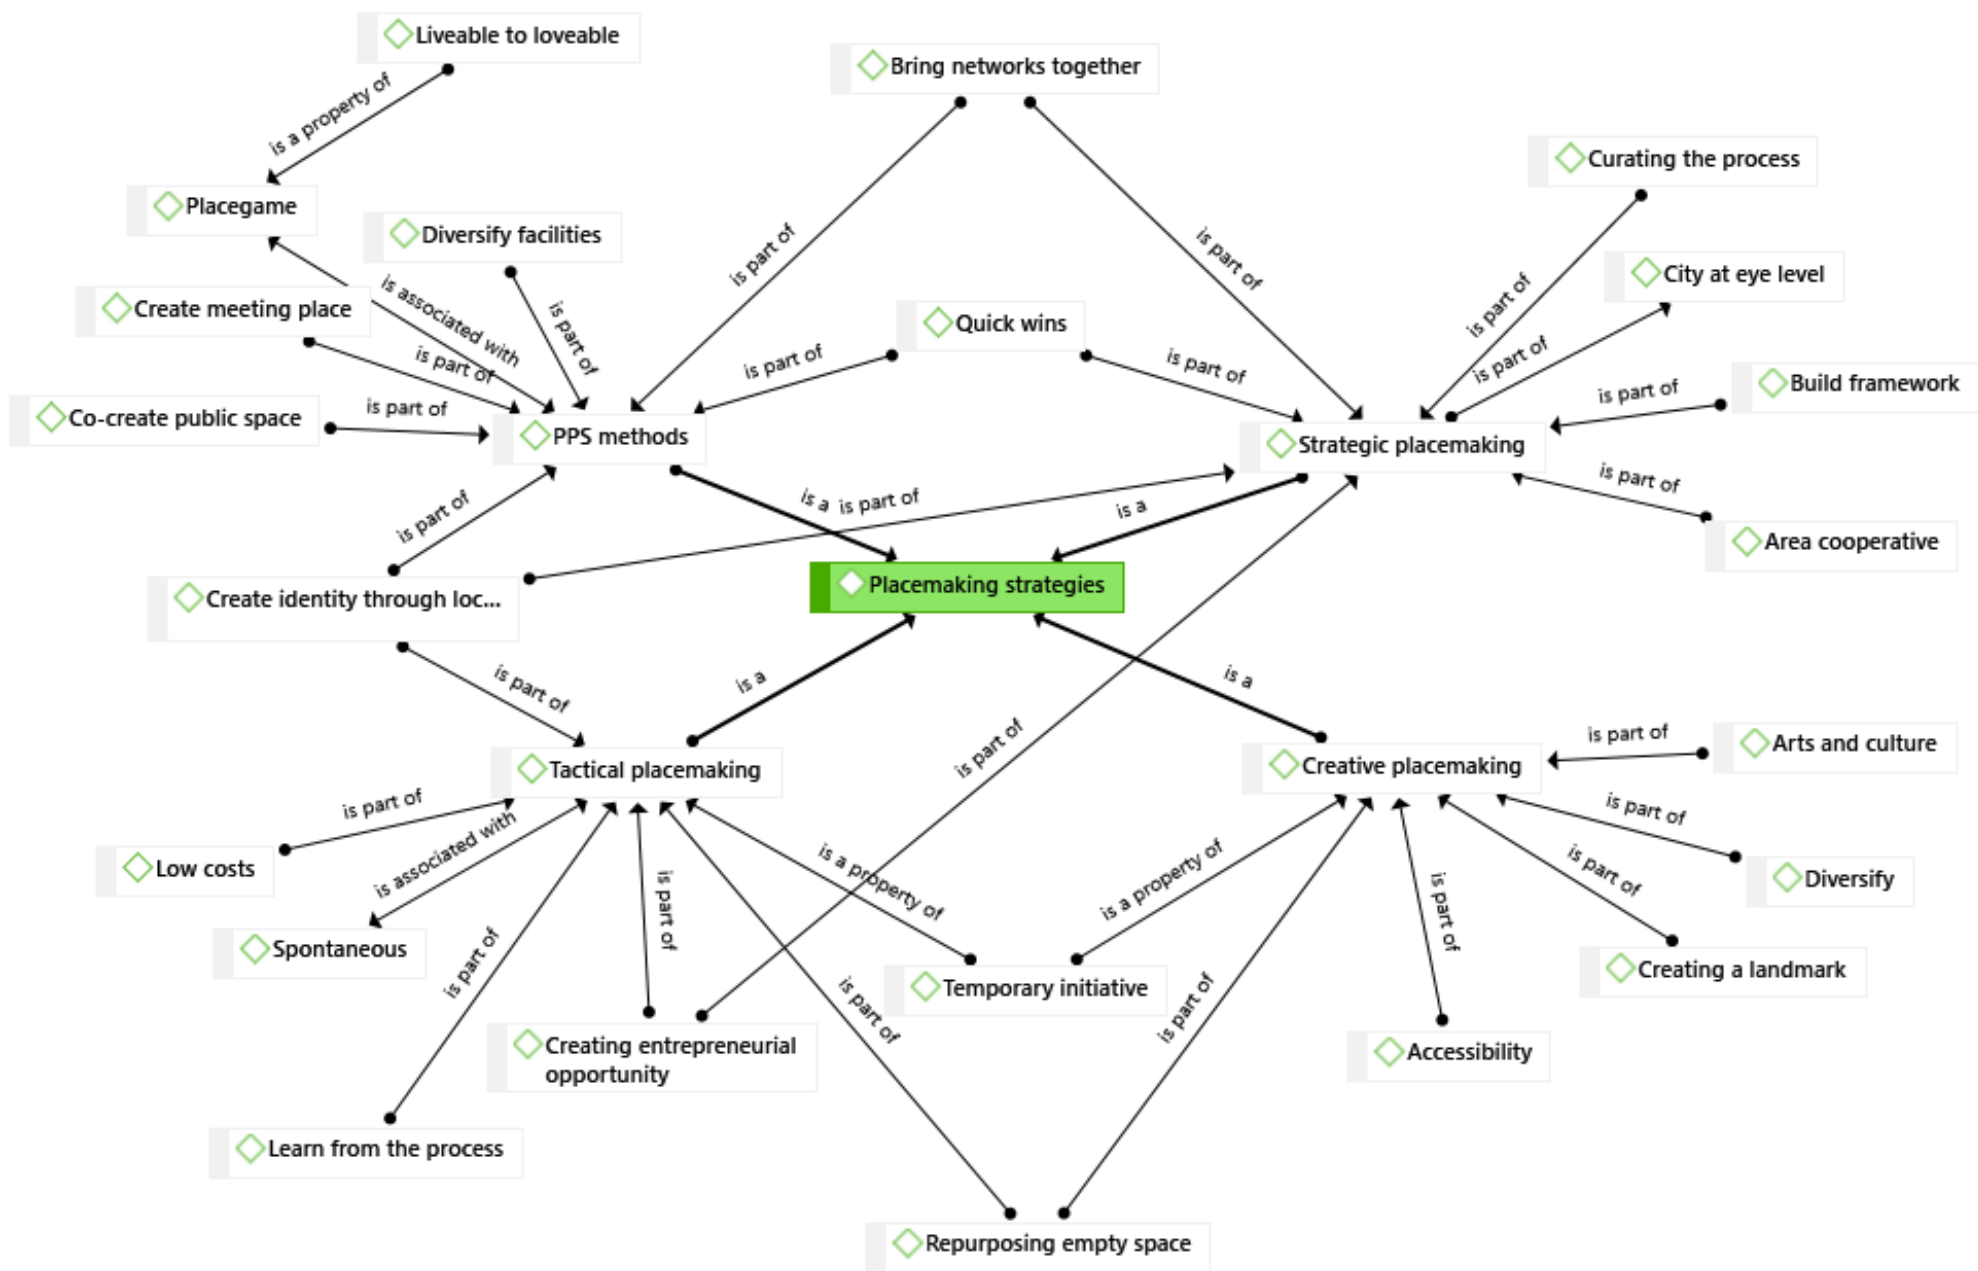 Liveable to loveable
Bring networks together
is a property of
Curating the process
Placegame
Diversify facilities
is part of
is part of
City at eye level
is associated with
Create meeting place
is part of
Quick wins
is part of
is part of
is part of
is part of
is part of
Build framework
is part of
Co-create public space
is part of
PPS methods
Strategic placemaking
is part of
is part of
is a
is part of
is a
Area cooperative
Placemaking strategies
Create identity through loc...
is part of
is a
is a
is part of
Arts and culture
is part of
Tactical placemaking
Creative placemaking
is part of
is part of
Low costs
is associated with
is a property of
is a property of
is part of
Diversify
is part of
is part of
Spontaneous
is part of
Creating a landmark
Temporary initiative
is part of
is part of
Creating entrepreneurial
opportunity
Accessibility
Learn from the process
Repurposing empty space